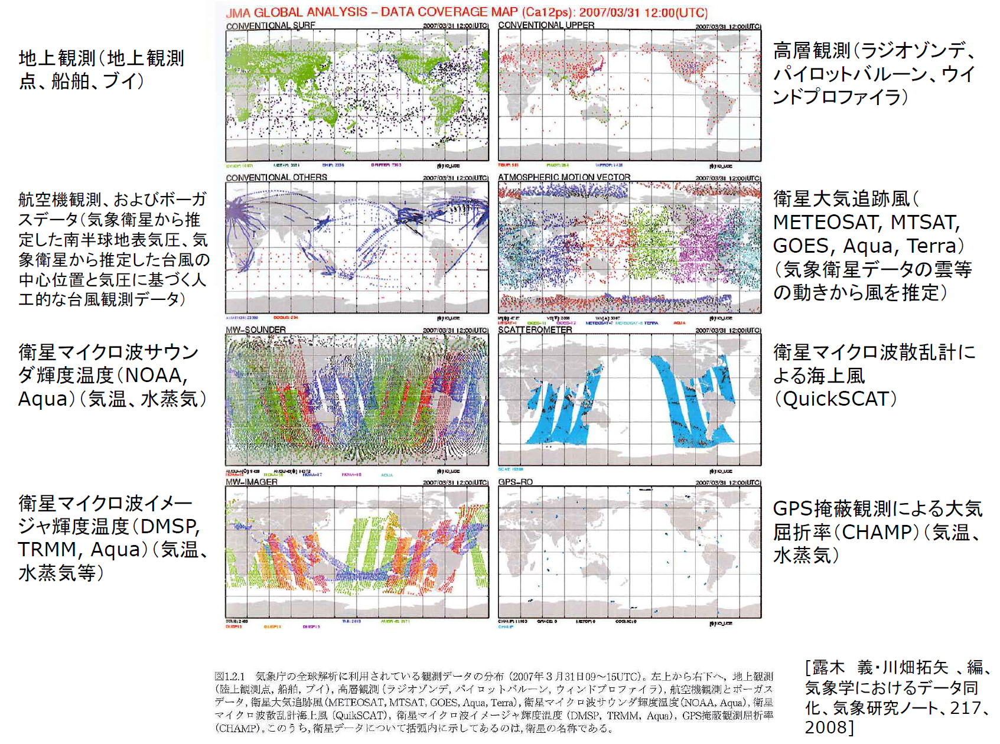 JMA GLOBAL ANALYSIS – DATA COVERAGE MAP (Ca12ps): 2007/03/31 12:00(UTC)
地上観測（地上観測
点、船舶、ブイ）
CONVENTIONAL SURF 2007/03/31 12:00(UTC)
CONVENTIONAL UPPER 2007/03/31 12:00(UTC)
高層観測（ラジオゾンデ、
パイロットバルーン、ウイ
ンドプロファイラ）
航空機観測、およびボーガ
スデータ（気象衛星から推
定した南半球地表気圧、気
象衛星から推定した台風の
中心位置と気圧に基づく人
工的な台風観測データ）
CONVENTIONAL OTHERS 2007/03/31 12:00(UTC)
ATMOSPHERIC MOTION VECTOR 2007/03/31 12:00(UTC)
METEOSAT-7 METEOSAT-8 TERRA AQUA
衛星大気追跡風（
METEOSAT, MTSAT,
GOES, Aqua, Terra）
（気象衛星データの雲等
の動きから風を推定）
衛星マイクロ波サウン
ダ輝度温度（NOAA,
Aqua）（気温、水蒸気）
MW-SOUNDER 2007/03/31 12:00(UTC)
NOAA-17 AQUA
SCATTEROMETER 2007/03/31 12:00(UTC)
衛星マイクロ波散乱計に
よる海上風
（QuickSCAT）
衛星マイクロ波イメー
ジャ輝度温度（DMSP,
TRMM, Aqua）（気温、
水蒸気等）
MW-IMAGER 2007/03/31 12:00(UTC)
DMSP13 DMSP14 DMSP15
GPS-RO 2007/03/31 12:00(UTC)
CHAMP
GPS掩蔽観測による大気
屈折率（CHAMP）（気温、
水蒸気）
図1.2.1 気象庁の全球解析に利用されている観測データの分布（2007年3月31日09～15UTC）。左上から右下へ，地上観測
（陸上観測点，船舶，ブイ），高層観測（ラジオゾンデ，パイロットバルーン，ウィンドプロファイラ），航空機観測とボーガス
データ，衛星大気追跡風（METEOSAT, MTSAT, GOES, Aqua, Terra），衛星マイクロ波サウンダ輝度温度（NOAA, Aqua），衛星
マイクロ波散乱計海上風（QuikSCAT），衛星マイクロ波イメージャ輝度温度（DMSP, TRMM, Aqua），GPS掩蔽観測屈折率
（CHAMP）。このうち，衛星データについて括弧内に示してあるのは，衛星の名称である。
[露木 義・川畑拓矢 、編、
気象学におけるデータ同
化、気象研究ノート、217、
2008]